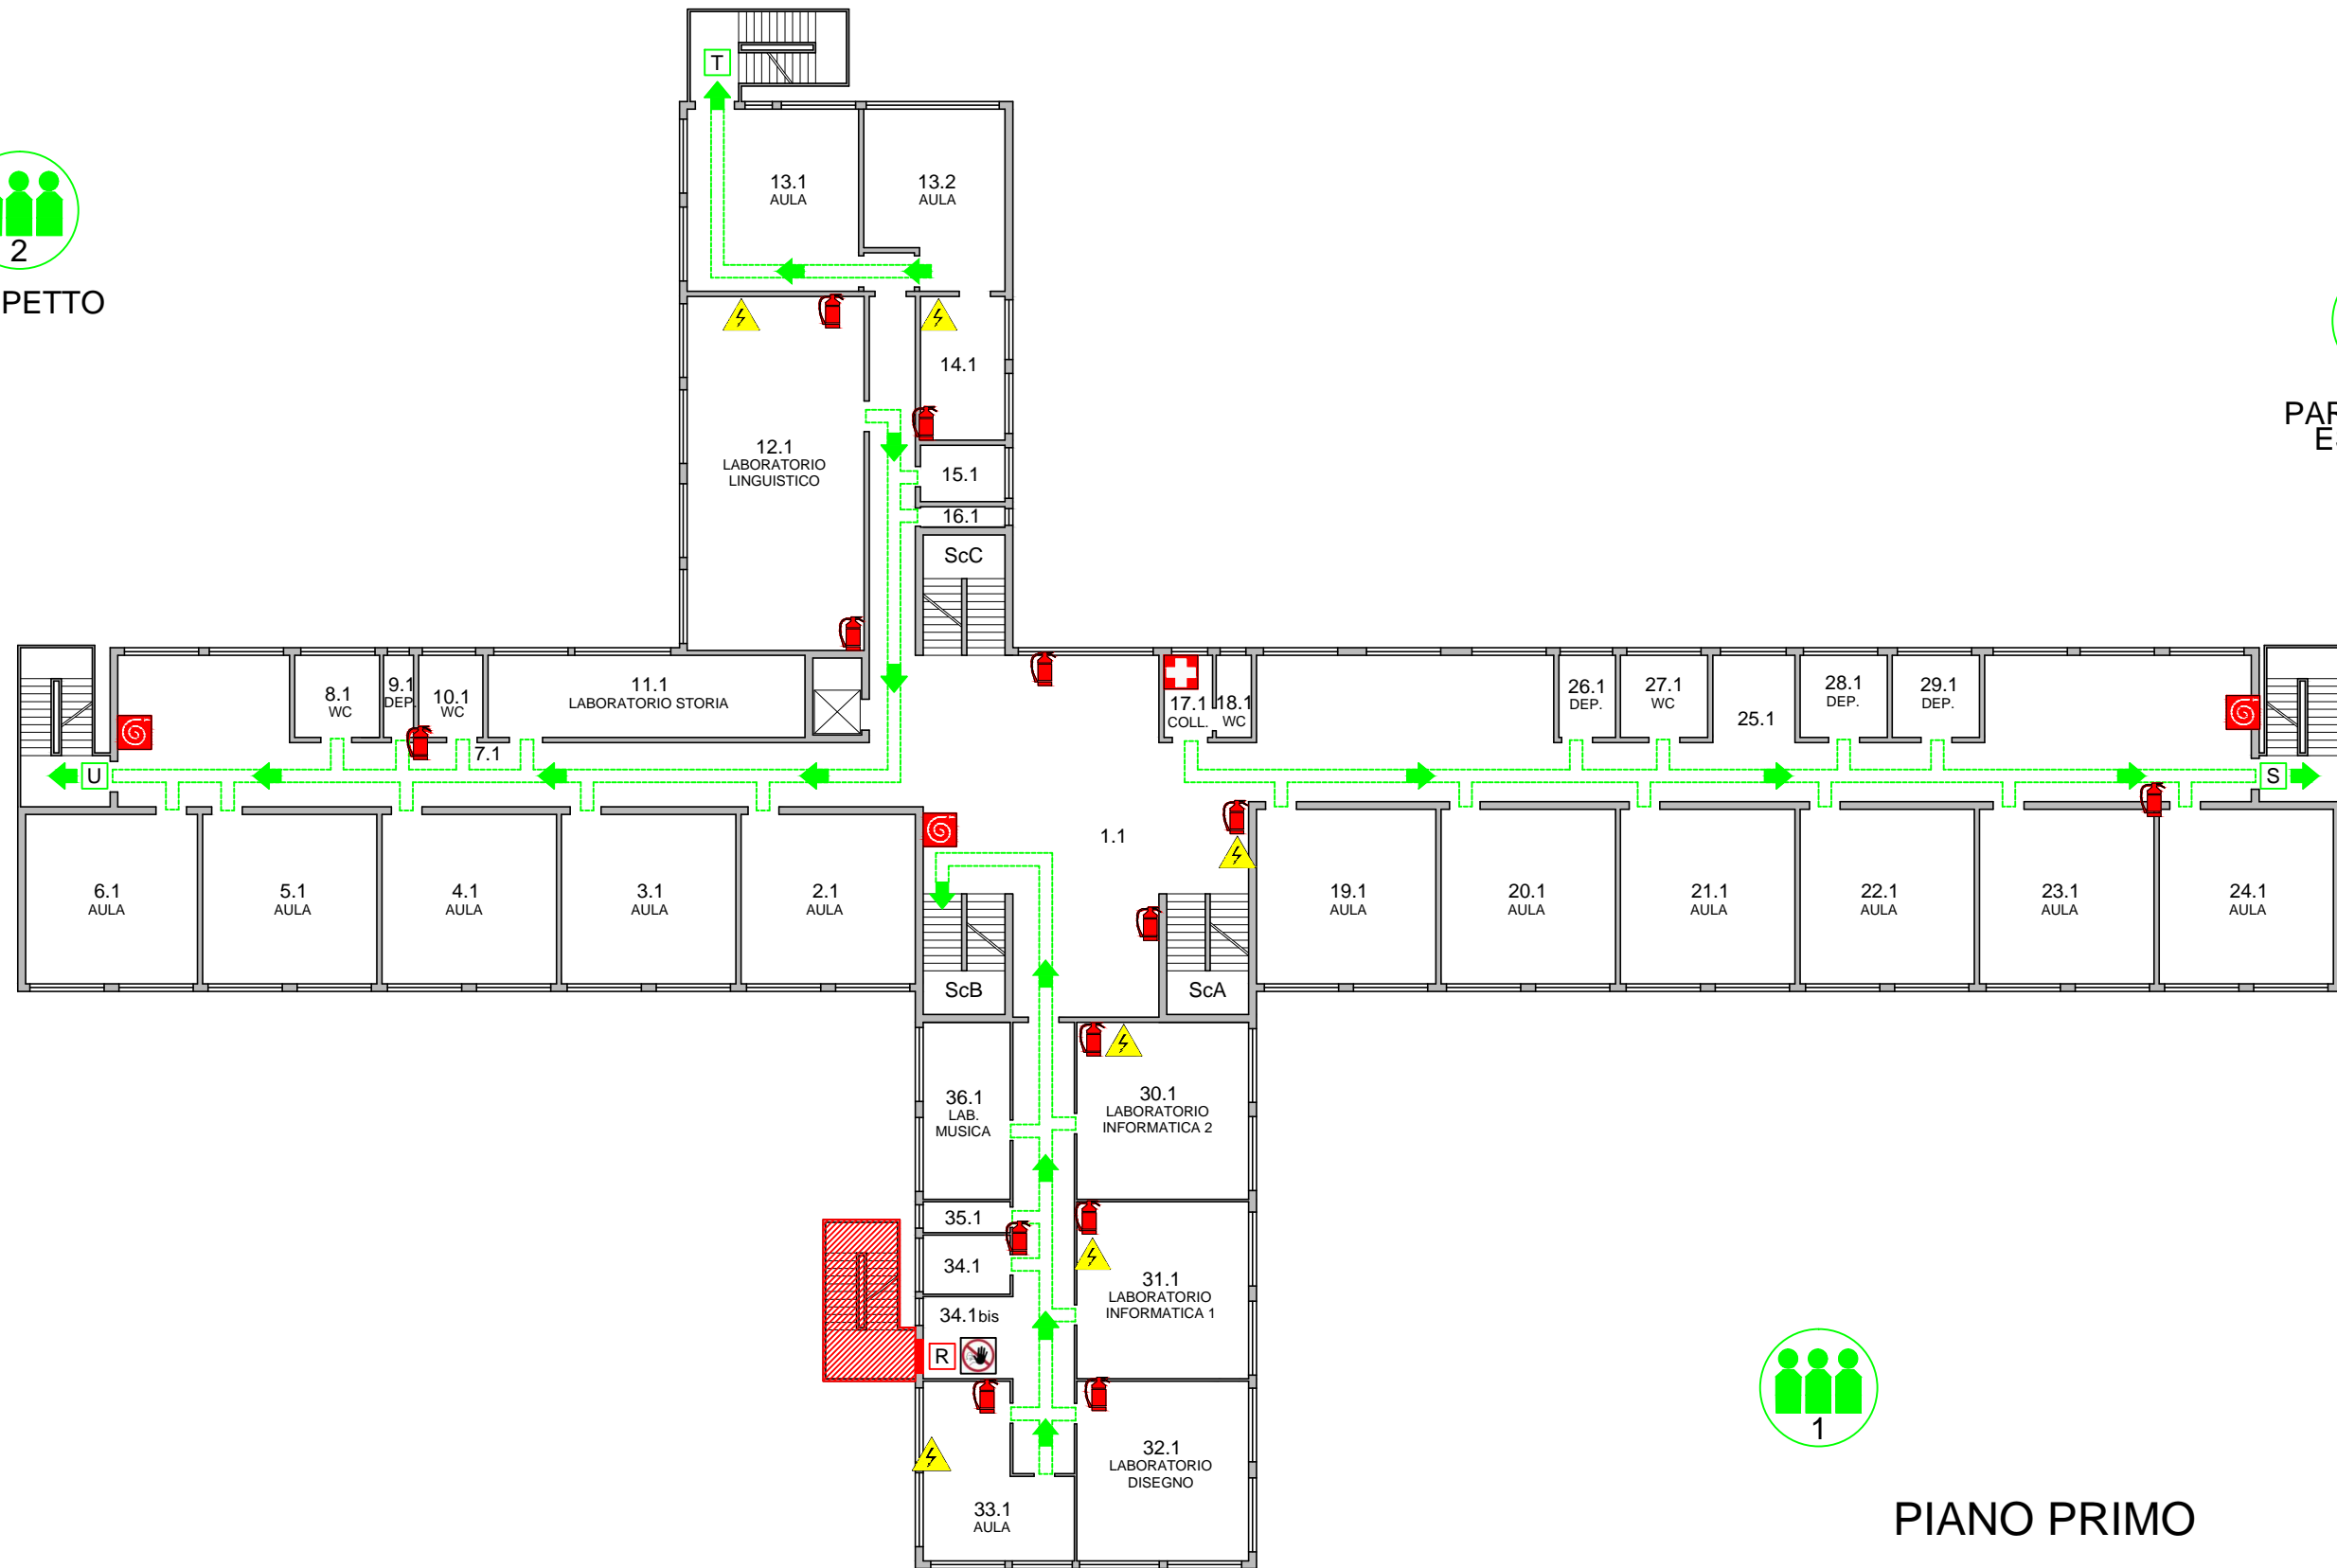 T
13.1
AULA
13.2
AULA
2
PETTO
14.1
12.1
LABORATORIO
LINGUISTICO
15.1
16.1
ScC
PAR
8.1
WC
9.1
DEP.
10.1
WC
11.1
LABORATORIO STORIA
17.1
COLL.
18.1
WC
26.1
DEP.
27.1
WC
25.1
28.1
DEP.
29.1
DEP.
7.1
U
S
1.1
6.1
AULA
5.1
AULA
4.1
AULA
3.1
AULA
2.1
AULA
19.1
AULA
20.1
AULA
21.1
AULA
22.1
AULA
23.1
AULA
24.1
AULA
ScB
ScA
36.1
LAB.
MUSICA
30.1
LABORATORIO
INFORMATICA 2
35.1
34.1
31.1
LABORATORIO
INFORMATICA 1
34.1bis
R
32.1
LABORATORIO
DISEGNO
33.1
AULA
1
PIANO PRIMO